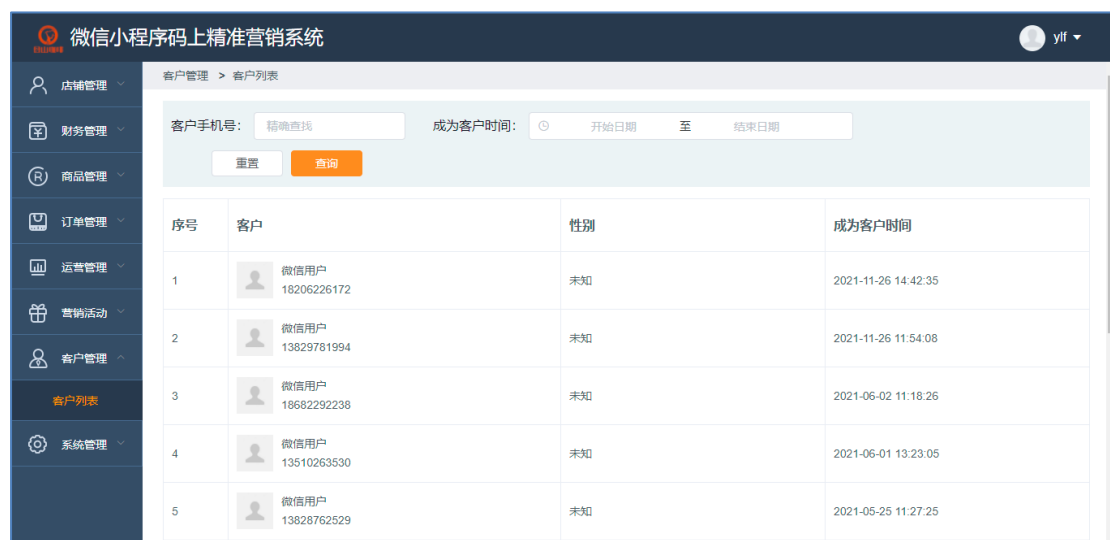 微信小程序码上精准营销系统
ylf
店铺管理
财务管理
商品管理
订单管理
运营管理
营销活动
客户管理
客户列表
系统管理
客户管理 > 客户列表
客户手机号： 精确查找 成为客户时间： 开始日期 至 结束日期
重置 查询
序号 客户 性别 成为客户时间
1 微信用户 未知 2021-11-26 14:42:35
18206226172
2 微信用户 未知 2021-11-26 11:54:08
13829781994
3 微信用户 未知 2021-06-02 11:18:26
18682292238
4 微信用户 未知 2021-06-01 13:23:05
13510263530
5 微信用户 未知 2021-05-25 11:27:25
13828762529